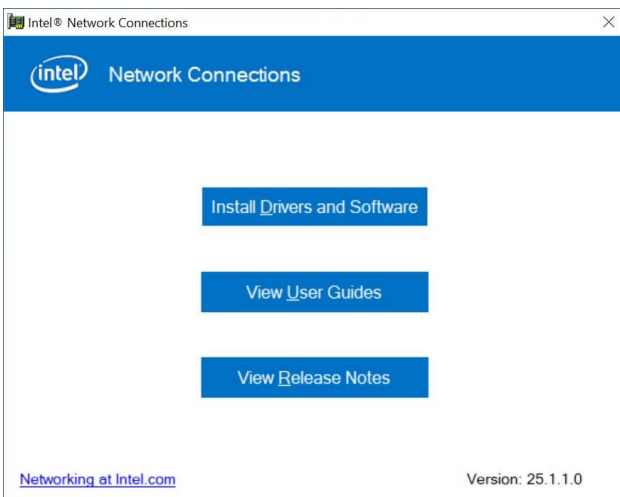 Intel® Network Connections
intel Network Connections
Install Drivers and Software
View User Guides
View Release Notes
Networking at Intel.com Version: 25.1.1.0